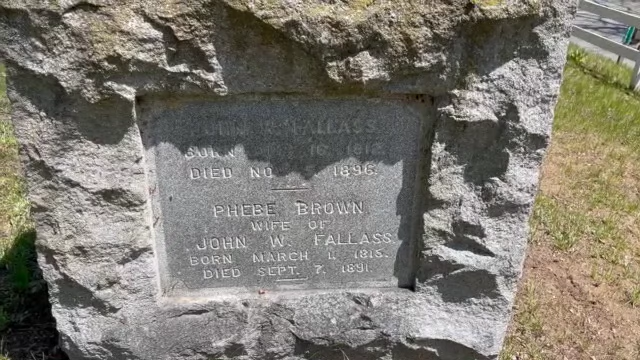 FALLASS
BORN 16. 1812.
DIED NO 1896.
PHEBE BROWN
WIFE OF
JOHN W. FALLASS
BORN MARCH 1. 1815.
DIED SEPT. 7. 1891.